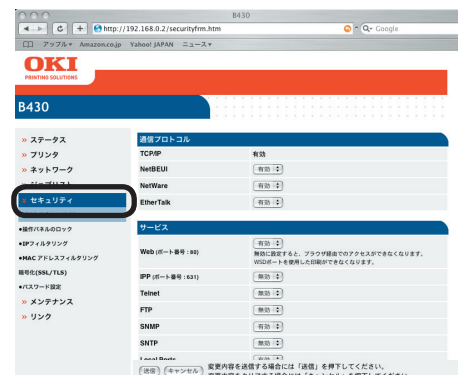 B430
http://192.168.0.2/securityfrm.htm
Q- Google
アップル▼ Amazon.co.jp Yahoo! JAPAN ニュース▼
OKI
PRINTING SOLUTIONS
B430
» ステータス
» プリンタ
» ネットワーク
» セキュリティ
●操作パネルのロック
●IPフィルタリング
●MAC アドレスフィルタリング
暗号化(SSL/TLS)
●パスワード設定
» メンテナンス
» リンク
通信プロトコル
TCP/IP 有効
NetBEUI 有効
NetWare 有効
EtherTalk 有効
サービス
Web (ポート番号 : 80) 有効
無効に設定すると、ブラウザ経由でのアクセスができなくなります。
WSDポートを使用した印刷ができなくなります。
IPP (ポート番号 : 631) 無効
Telnet 無効
FTP 無効
SNMP 有効
SNTP 無効
Local Ports 有効
送信 キャンセル 変更内容を送信する場合には「送信」を押下してください。